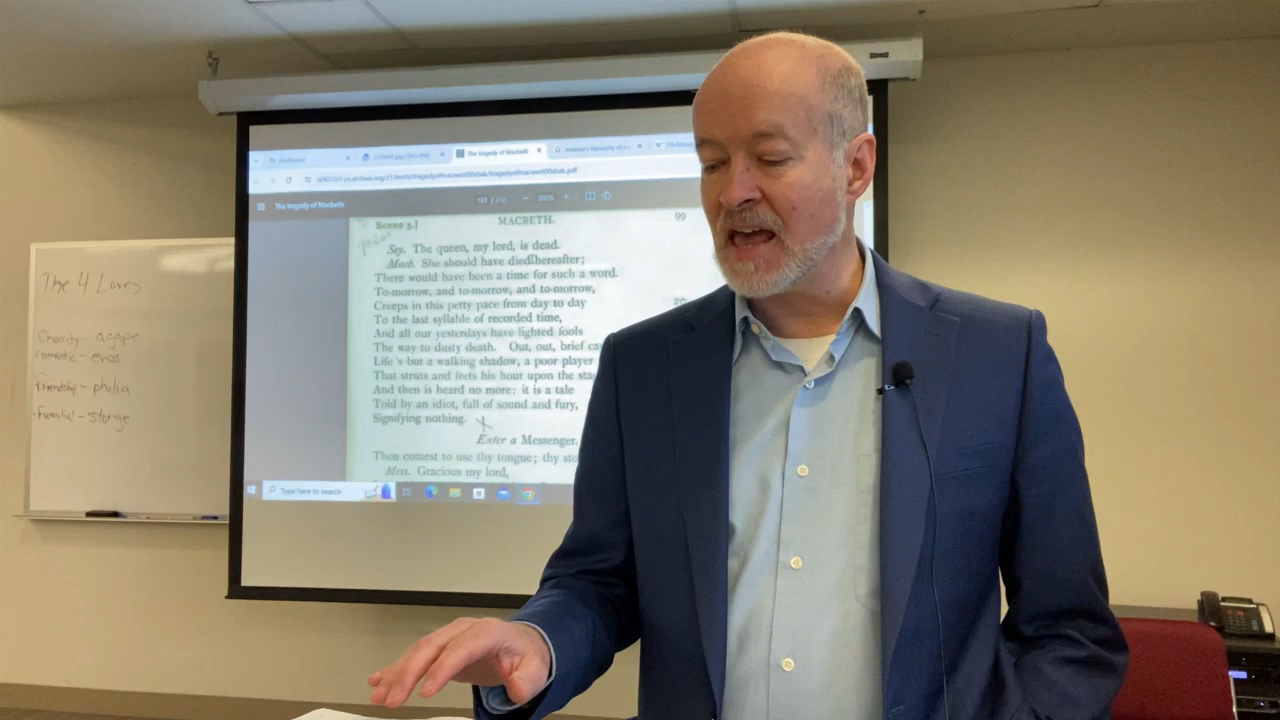 The 4 Loves
Charity - agape
romantic - eros
friendship - philia
familial - storge
The tragedy of Macbeth
The tragedy of Macbeth
Scene 5.] MACBETH. 99
Sey. The queen, my lord, is dead.
Macb. She should have died hereafter;
There would have been a time for such a word.
To-morrow, and to-morrow, and to-morrow,
Creeps in this petty pace from day to day 20
To the last syllable of recorded time,
And all our yesterdays have lighted fools
The way to dusty death. Out, out, brief
Life's but a walking shadow, a poor player
That struts and frets his hour upon the
And then is heard no more: it is a tale
Told by an idiot, full of sound and fury,
Signifying nothing.
Enter a Messenger.
Thou comest to use thy tongue; thy
Mess. Gracious my lord,
Type here to search